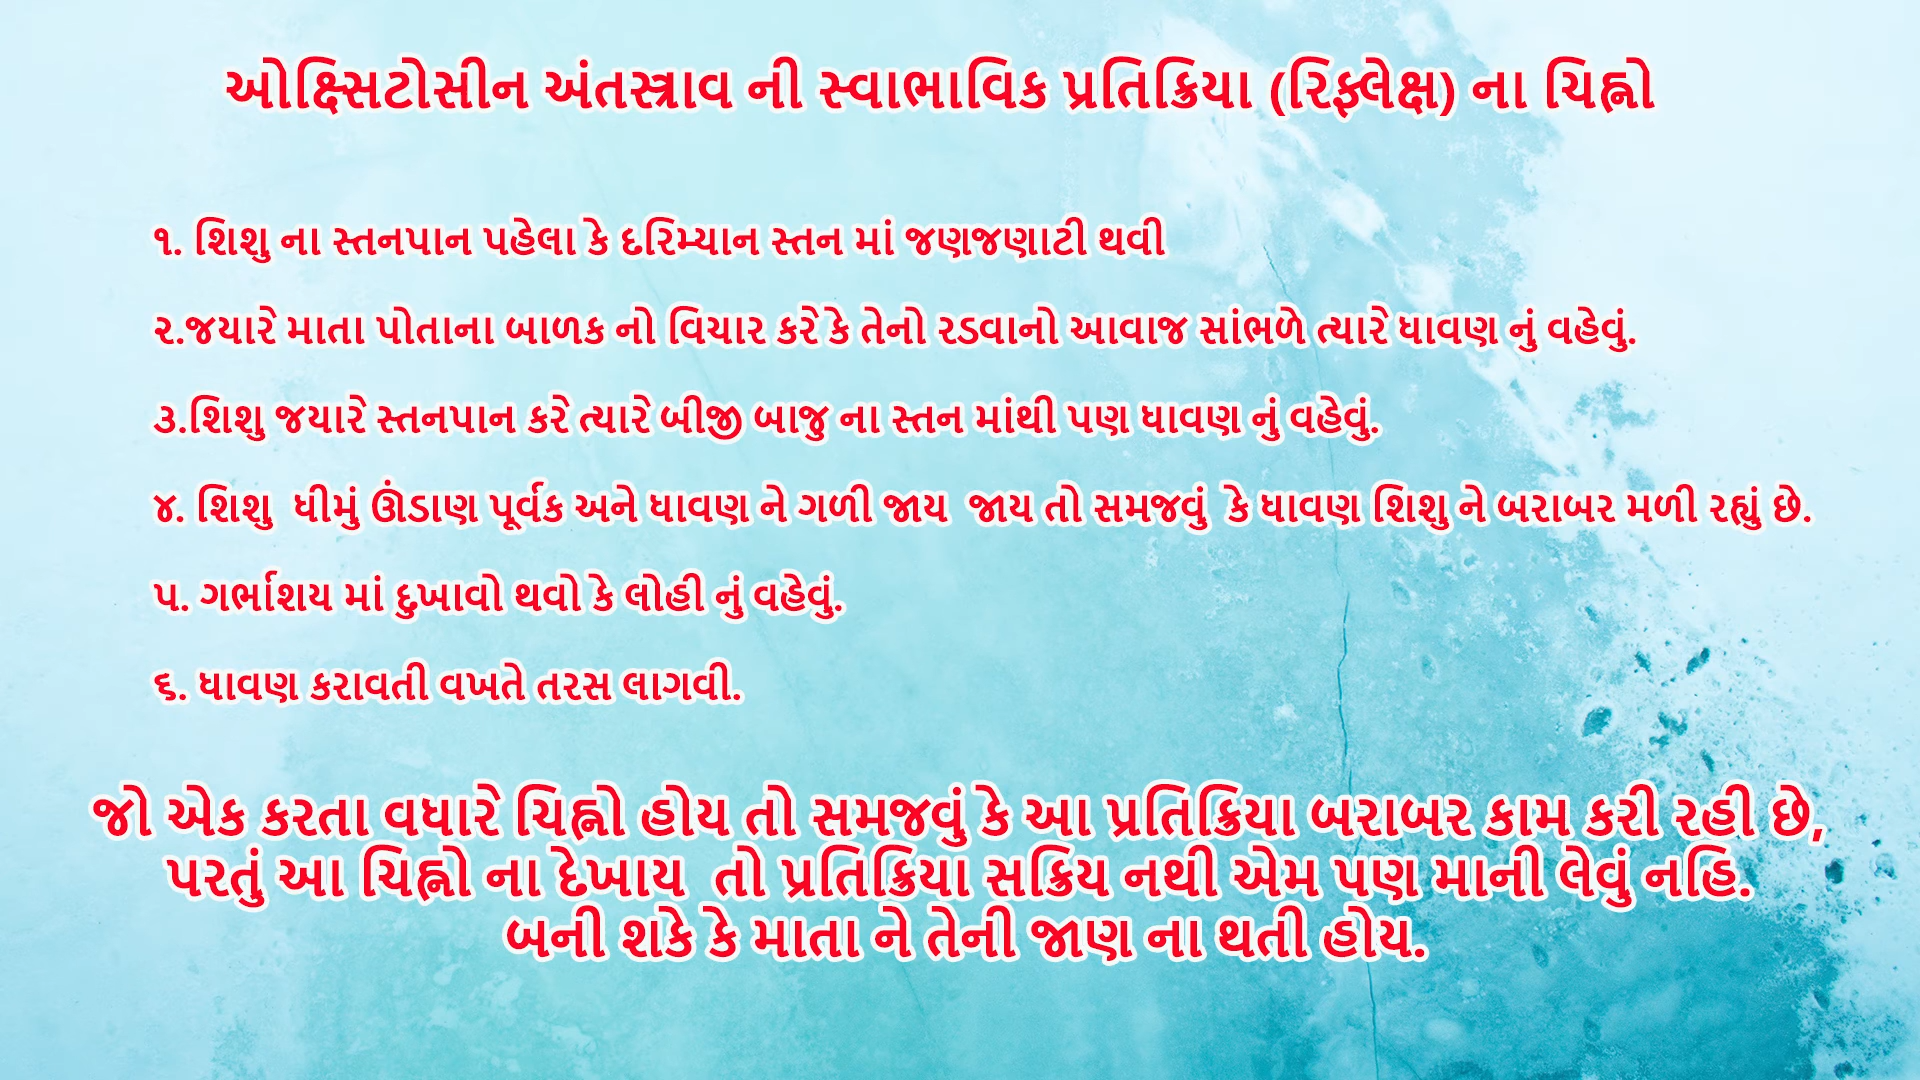 ઓક્ષ્સિટોસીન અંતસ્ત્રાવ ની સ્વાભાવિક પ્રતિક્રિયા (રિફ્લેક્ષ) ના ચિહ્નો
૧. શિશુ ના સ્તનપાન પહેલા કે દરિમ્યાન સ્તન માં જણજણાટી થવી
૨.જયારે માતા પોતાના બાળક નો વિચાર કરે કે તેનો રડવાનો આવાજ સાંભળે ત્યારે ધાવણ નું વહેવું.
૩.શિશુ જયારે સ્તનપાન કરે ત્યારે બીજી બાજુ ના સ્તન માંથી પણ ધાવણ નું વહેવું.
૪. શિશુ ધીમું ઊંડાણ પૂર્વક અને ધાવણ ને ગળી જાય જાય તો સમજવું કે ધાવણ શિશુ ને બરાબર મળી રહ્યું છે.
૫. ગર્ભાશય માં દુખાવો થવો કે લોહી નું વહેવું.
૬. ધાવણ કરાવતી વખતે તરસ લાગવી.
જો એક કરતા વધારે ચિહ્નો હોય તો સમજવું કે આ પ્રતિક્રિયા બરાબર કામ કરી રહી છે,
પરતું આ ચિહ્નો ના દેખાય તો પ્રતિક્રિયા સક્રિય નથી એમ પણ માની લેવું નહિ.
બની શકે કે માતા ને તેની જાણ ના થતી હોય.